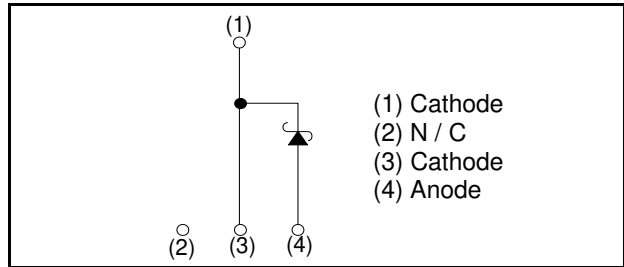 (1)
(1) Cathode
(2) N / C
(3) Cathode
(4) Anode
(2) (3) (4)